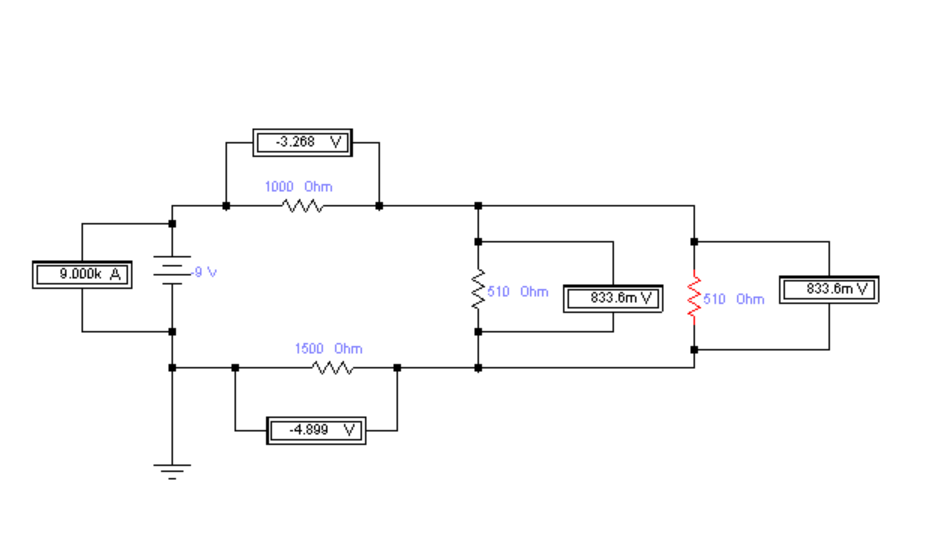 -3.268 V
1000 Ohm
9.000k A
-9 V
510 Ohm
833.6m V
510 Ohm
833.6m V
1500 Ohm
-4.899 V